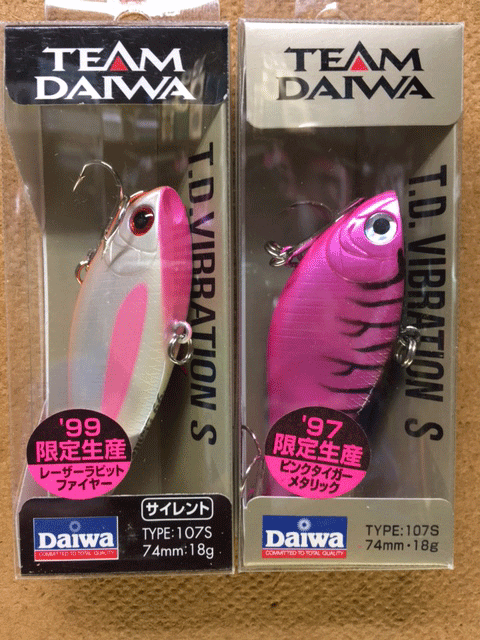 TEAM
DAIWA
T.D.VIBRATION S
'99
限定生産
レーザーラビット
ファイヤー
サイレント
Daiwa
COMMITTED TO TOTAL QUALITY
TYPE:107S
74mm:18g
TEAM
DAIWA
T.D. VIBRATION S
'97
限定生産
ピンクタイガー
メタリック
Daiwa
COMMITTED TO TOTAL QUALITY
TYPE:107S
74mm・18g